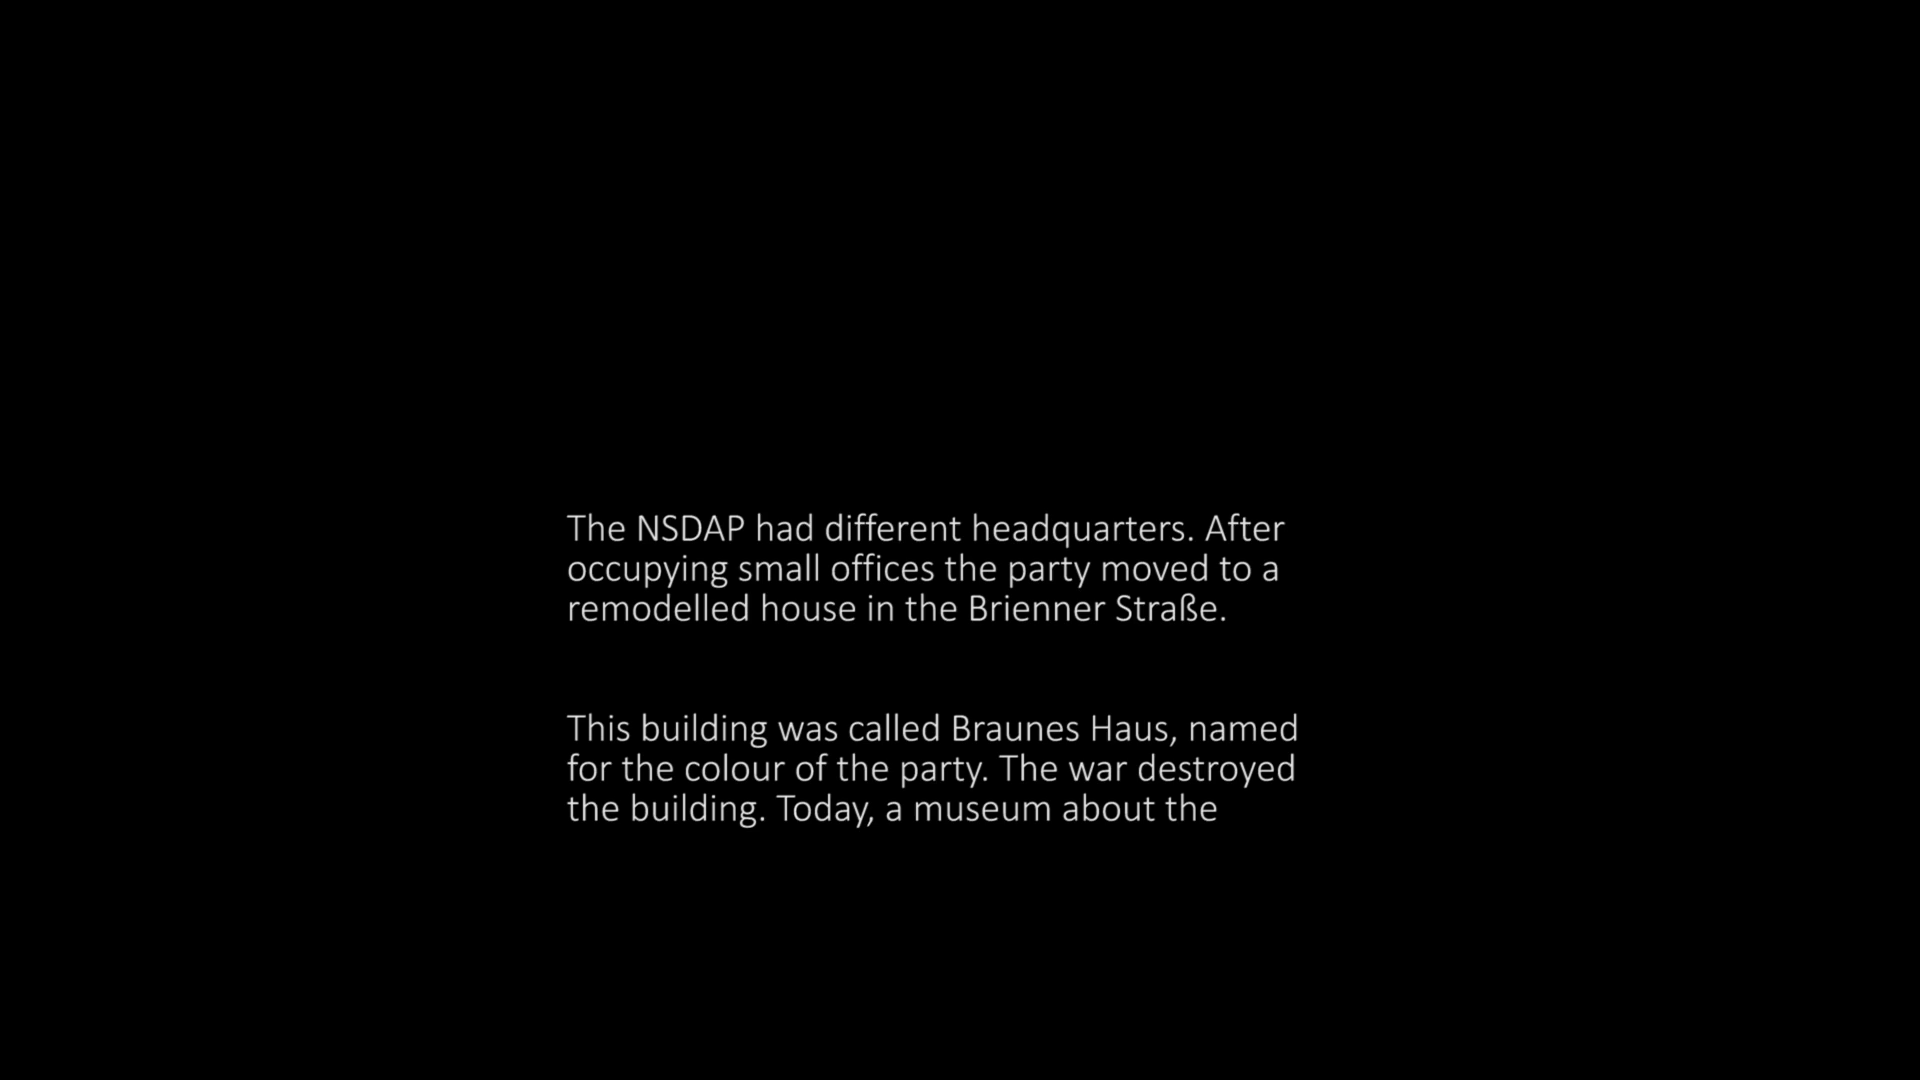 The NSDAP had different headquarters. After
occupying small offices the party moved to a
remodelled house in the Brienner Straße.
This building was called Braunes Haus, named
for the colour of the party. The war destroyed
the building. Today, a museum about the